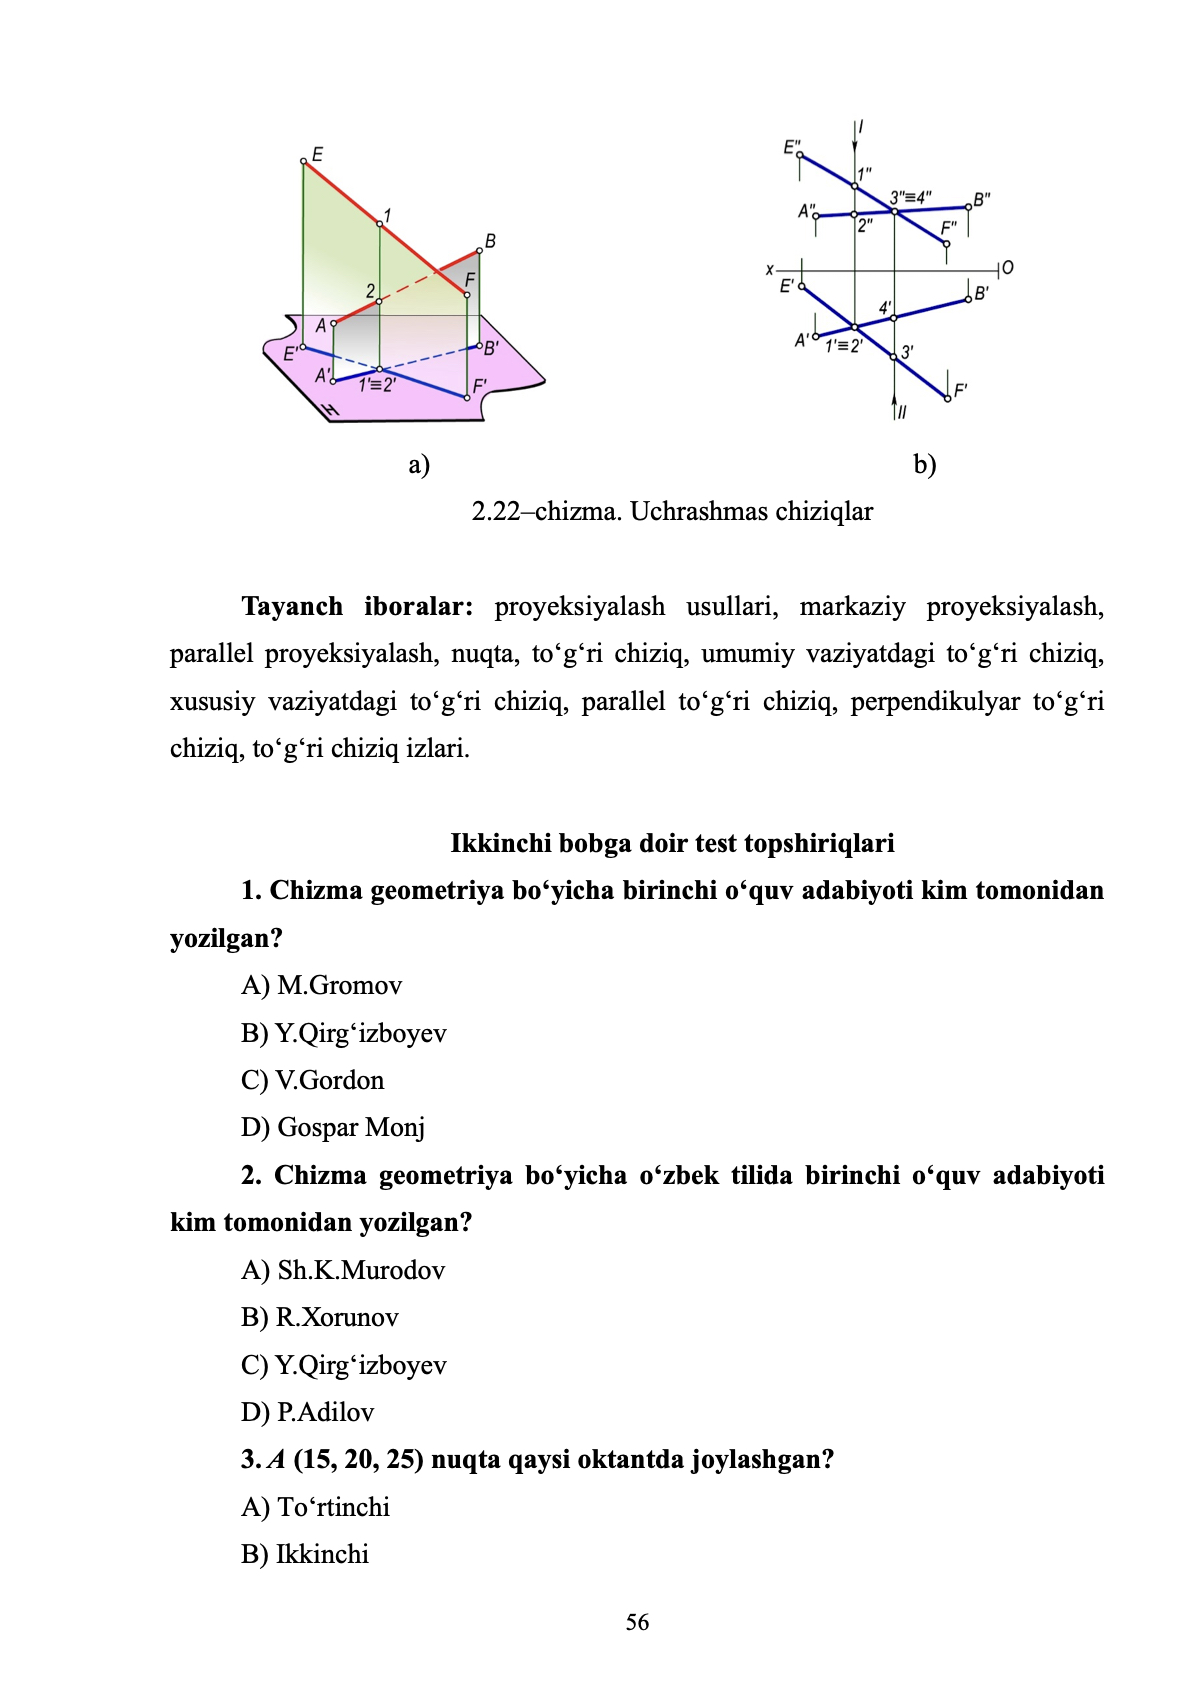 E
1
B
2
F
A
E'
B'
A'
1'≡2'
F'
H
I
E"
1"
3"≡4"
B"
A"
2"
F"
x
O
E'
B'
4'
A'
1'≡2'
3'
F'
II
a)
b)
2.22–chizma. Uchrashmas chiziqlar
Tayanch iboralar: proyeksiyalash usullari, markaziy proyeksiyalash,
parallel proyeksiyalash, nuqta, to‘g‘ri chiziq, umumiy vaziyatdagi to‘g‘ri chiziq,
xususiy vaziyatdagi to‘g‘ri chiziq, parallel to‘g‘ri chiziq, perpendikulyar to‘g‘ri
chiziq, to‘g‘ri chiziq izlari.
Ikkinchi bobga doir test topshiriqlari
1. Chizma geometriya bo‘yicha birinchi o‘quv adabiyoti kim tomonidan
yozilgan?
A) M.Gromov
B) Y.Qirg‘izboyev
C) V.Gordon
D) Gospar Monj
2. Chizma geometriya bo‘yicha o‘zbek tilida birinchi o‘quv adabiyoti
kim tomonidan yozilgan?
A) Sh.K.Murodov
B) R.Xorunov
C) Y.Qirg‘izboyev
D) P.Adilov
3. A (15, 20, 25) nuqta qaysi oktantda joylashgan?
A) To‘rtinchi
B) Ikkinchi
56